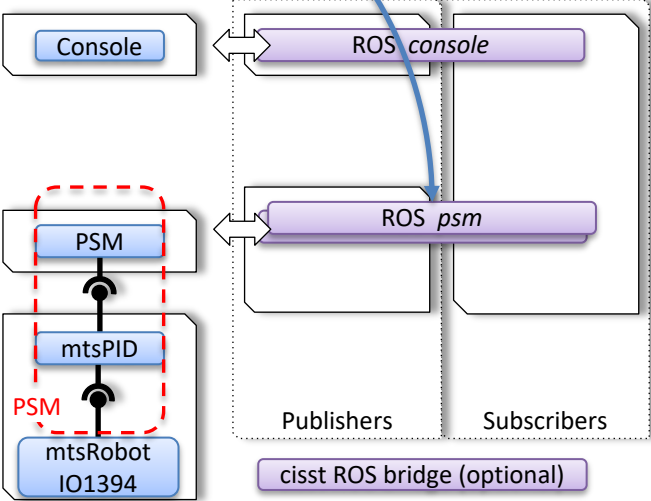 Console
ROS console
ROS psm
PSM
mtsPID
PSM
mtsRobot
IO1394
Publishers
Subscribers
cisst ROS bridge (optional)